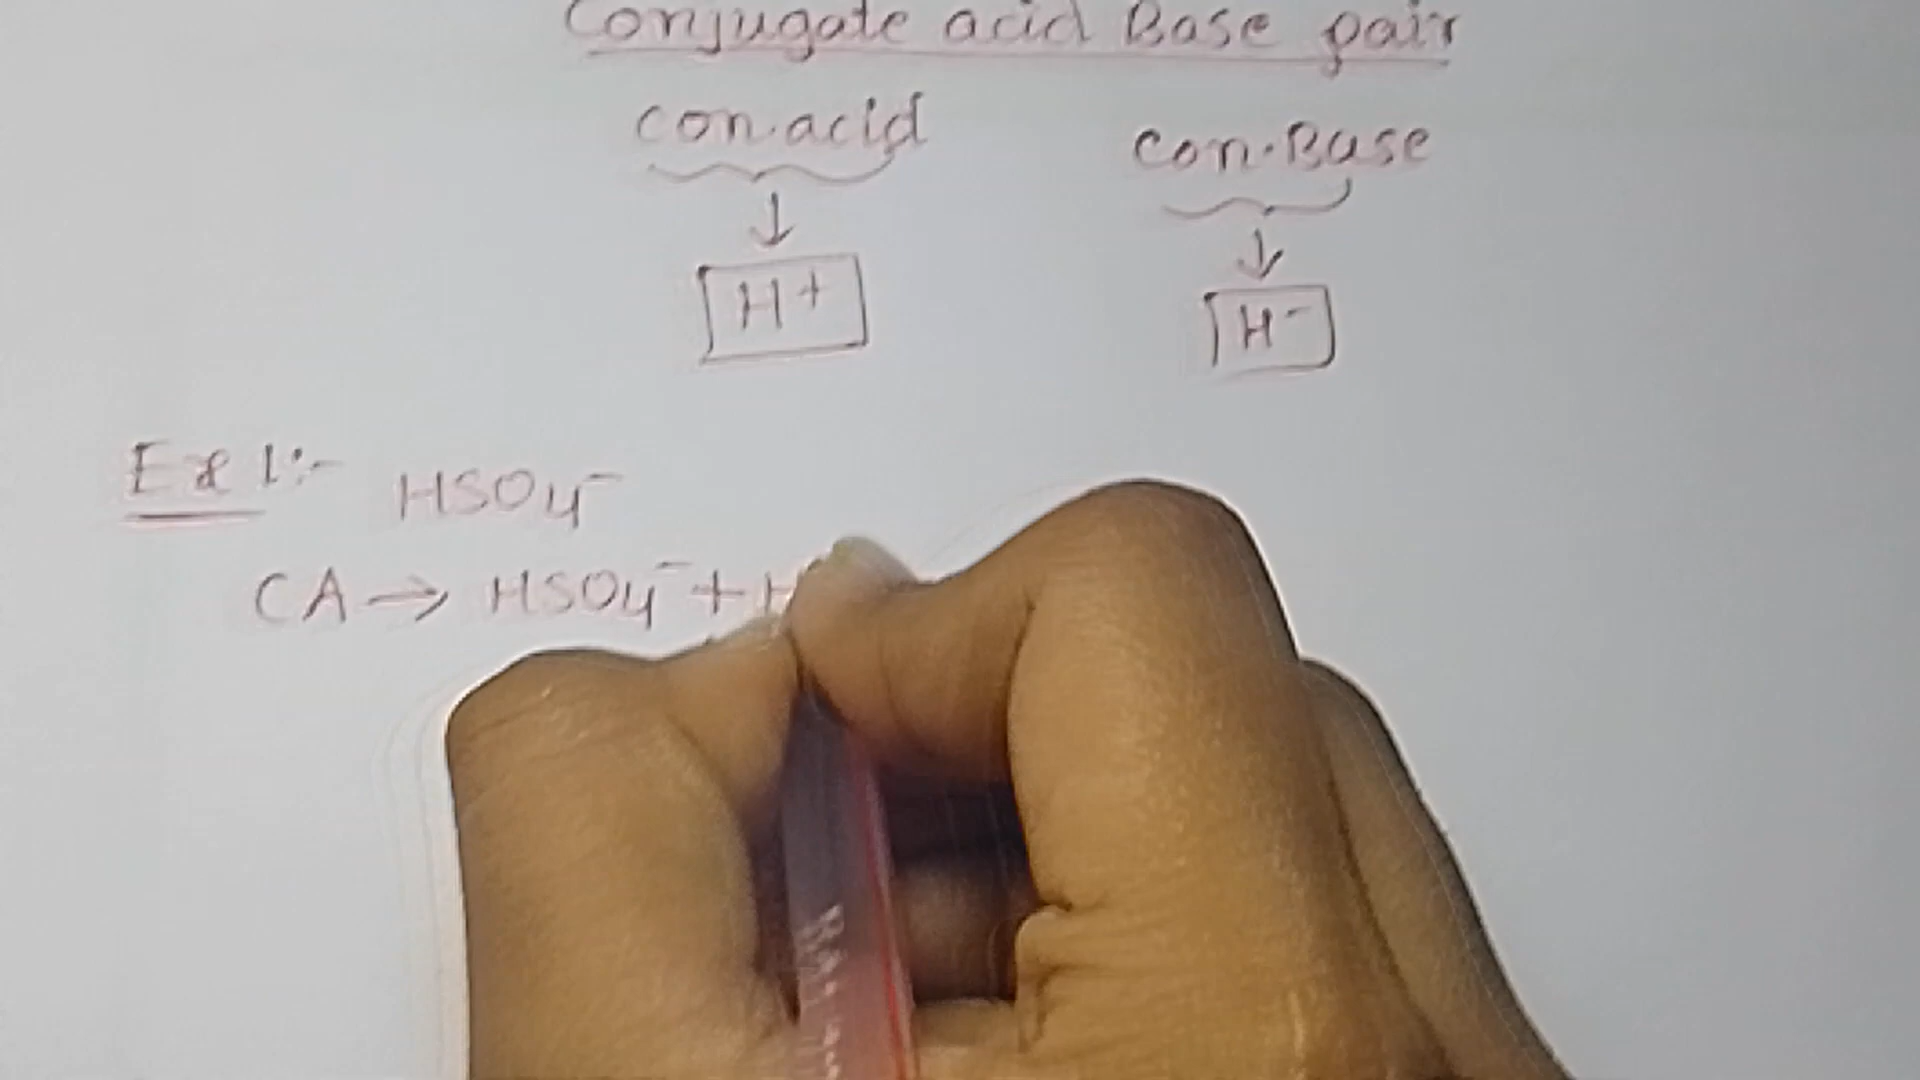 Conjugate acid Base pair
con.acid con.Base
↓ ↓
H+ H-
Ex 1:- HSO4-
CA → HSO4- + H